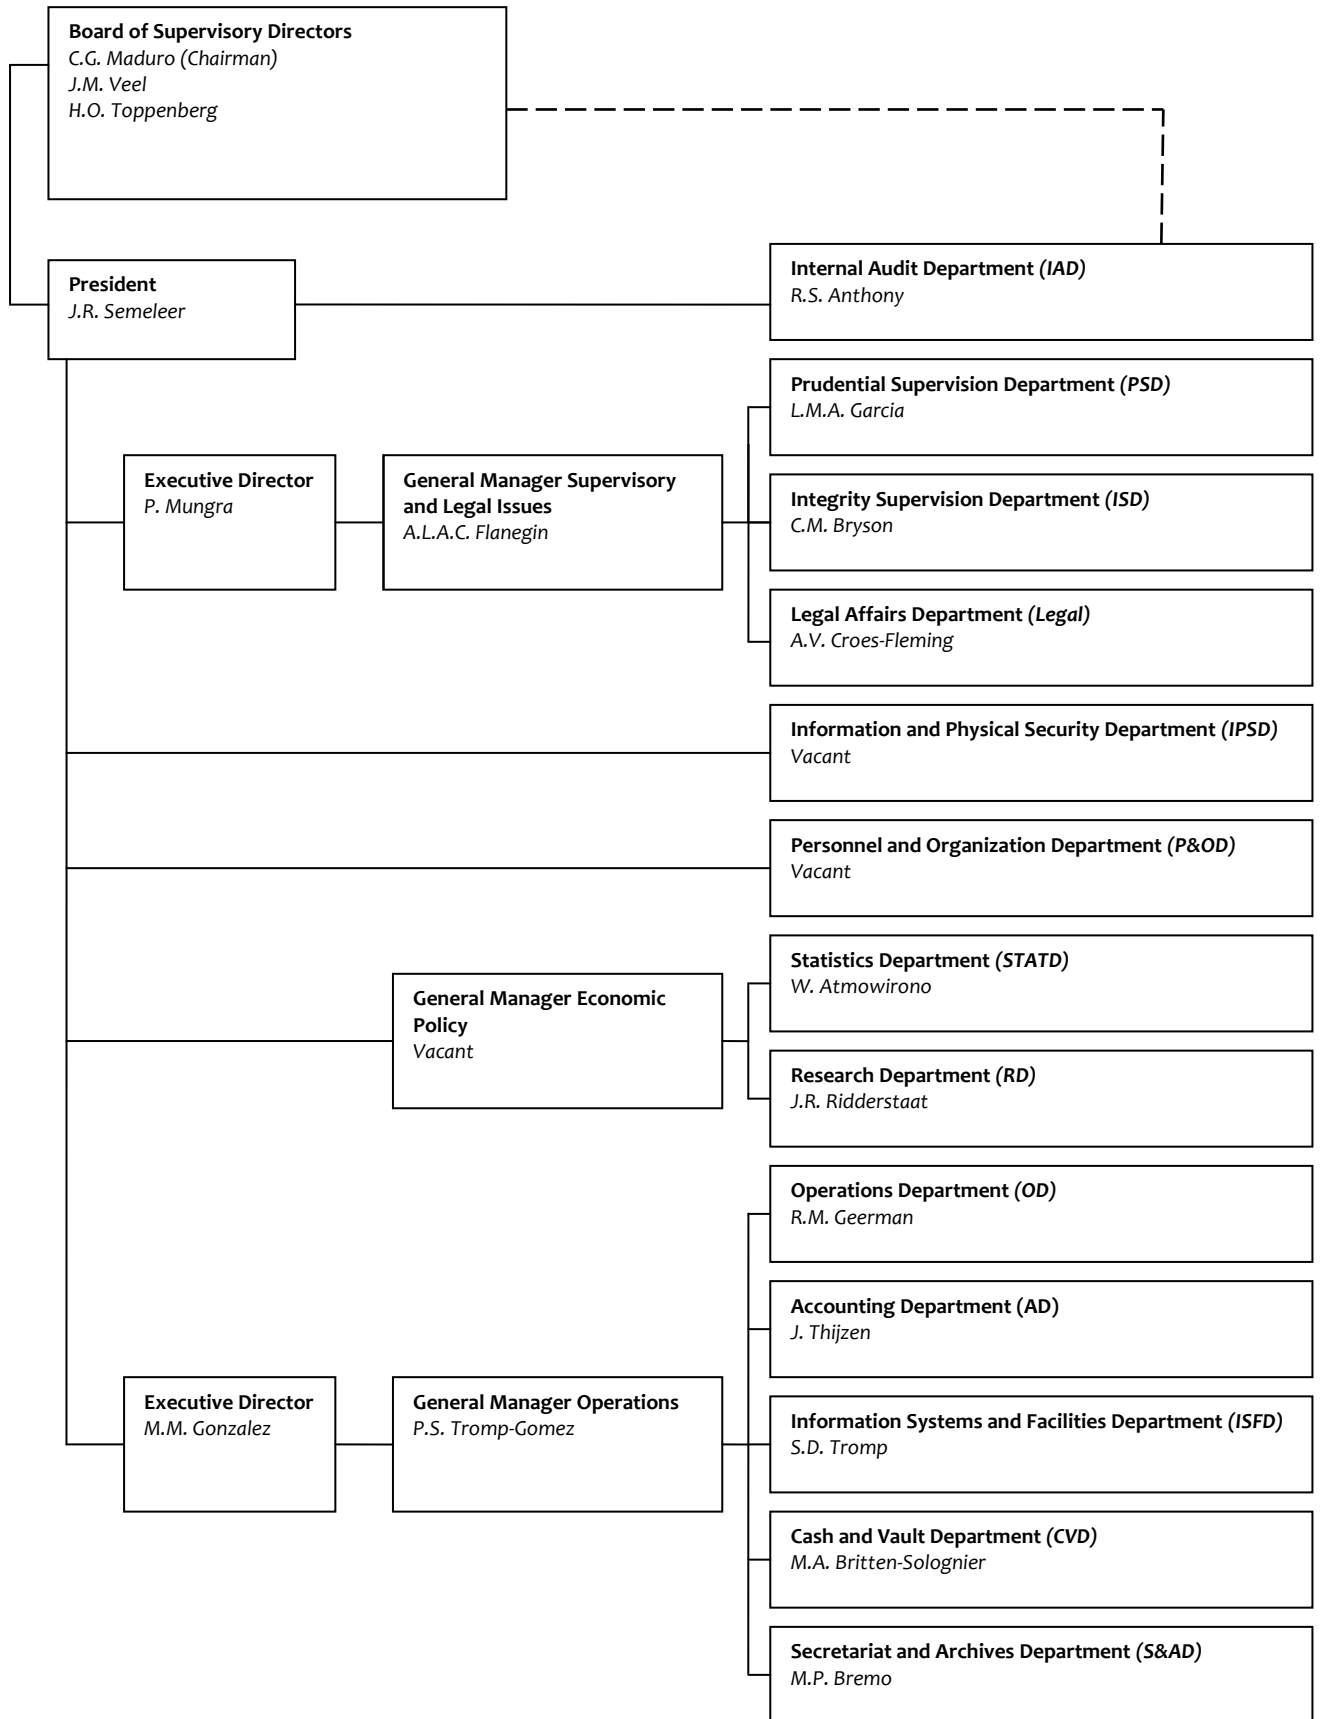 Board of Supervisory Directors
C.G. Maduro (Chairman)
J.M. Veel
H.O. Toppenberg
President
J.R. Semeleer
Internal Audit Department (IAD)
R.S. Anthony
Prudential Supervision Department (PSD)
L.M.A. Garcia
Executive Director
P. Mungra
General Manager Supervisory
and Legal Issues
A.L.A.C. Flanegin
Integrity Supervision Department (ISD)
C.M. Bryson
Legal Affairs Department (Legal)
A.V. Croes-Fleming
Information and Physical Security Department (IPSD)
Vacant
Personnel and Organization Department (P&OD)
Vacant
General Manager Economic
Policy
Vacant
Statistics Department (STATD)
W. Atmowirono
Research Department (RD)
J.R. Ridderstaat
Operations Department (OD)
R.M. Geerman
Accounting Department (AD)
J. Thijzen
Executive Director
M.M. Gonzalez
General Manager Operations
P.S. Tromp-Gomez
Information Systems and Facilities Department (ISFD)
S.D. Tromp
Cash and Vault Department (CVD)
M.A. Britten-Solognier
Secretariat and Archives Department (S&AD)
M.P. Bremo